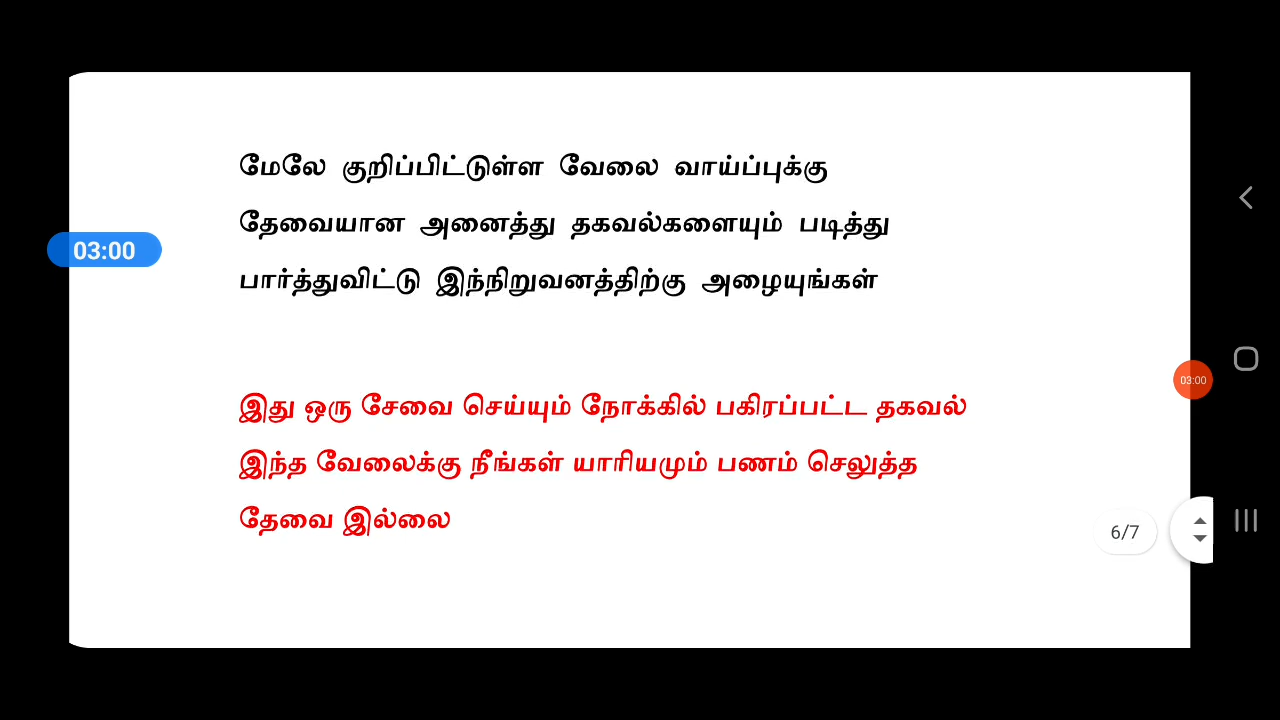 மேலே குறிப்பிட்டுள்ள வேலை வாய்ப்புக்கு
தேவையான அனைத்து தகவல்களையும் படித்து
03:00
பார்த்துவிட்டு இந்நிறுவனத்திற்கு அழையுங்கள்
03:00
இது ஒரு சேவை செய்யும் நோக்கில் பகிரப்பட்ட தகவல்
இந்த வேலைக்கு நீங்கள் யாரியமும் பணம் செலுத்த
தேவை இல்லை
6/7